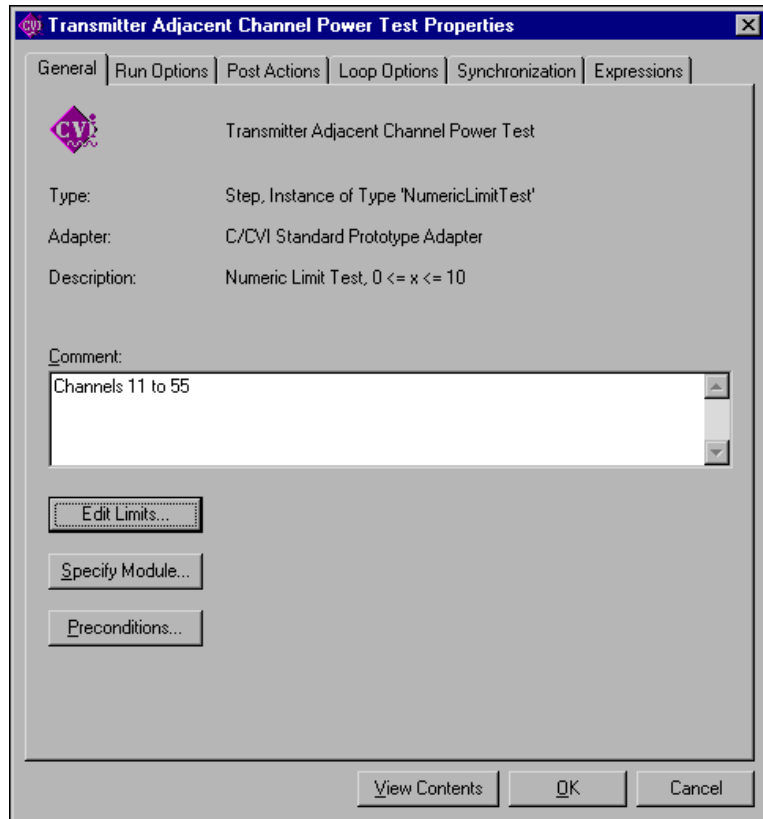 CVI Transmitter Adjacent Channel Power Test Properties
General Run Options Post Actions Loop Options Synchronization Expressions
CVI Transmitter Adjacent Channel Power Test
Type: Step, Instance of Type 'NumericLimitTest'
Adapter: C/CVI Standard Prototype Adapter
Description: Numeric Limit Test, 0 <= x <= 10
Comment:
Channels 11 to 55
Edit Limits...
Specify Module...
Preconditions...
View Contents OK Cancel